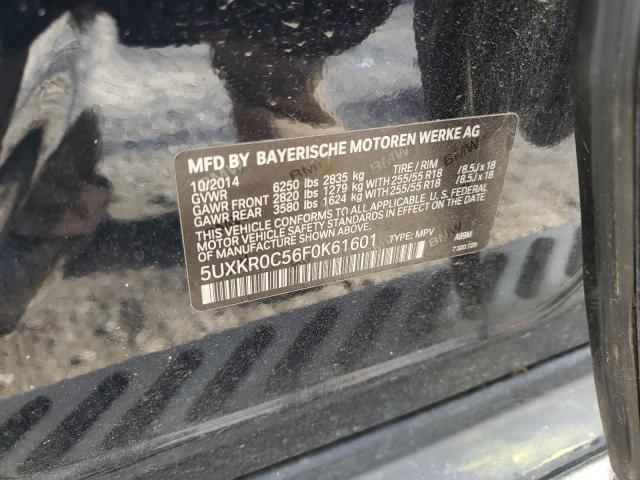 MFD BY BAYERISCHE MOTOREN WERKE AG
10/2014
GVWR 6250 lbs 2835 kg TIRE / RIM
GAWR FRONT 2820 lbs 1279 kg WITH 255/55 R18 /8.5J x 18
GAWR REAR 3580 lbs 1624 kg WITH 255/55 R18 /8.5J x 18
THIS VEHICLE CONFORMS TO ALL APPLICABLE U.S. FEDERAL
MOTOR VEHICLE SAFETY STANDARDS IN EFFECT ON THE DATE
OF MANUFACTURE SHOWN ABOVE.
5UXKR0C56F0K61601 TYPE: MPV A89M
7300 725